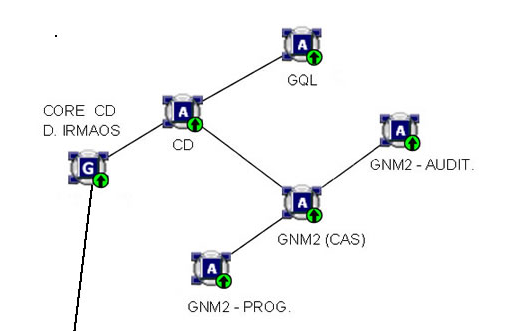 A
GQL
CORE CD
D. IRMAOS
A
CD
A
GNM2 - AUDIT.
G
A
GNM2 (CAS)
A
GNM2 - PROG.